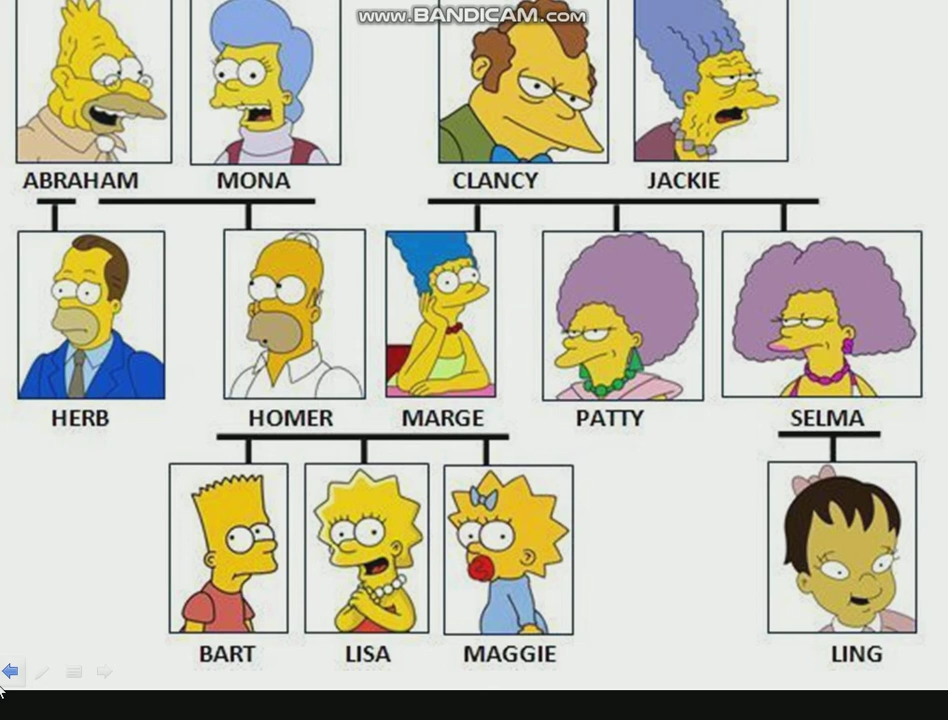 www.BANDICAM.com
ABRAHAM MONA CLANCY JACKIE
HERB HOMER MARGE PATTY SELMA
BART LISA MAGGIE LING